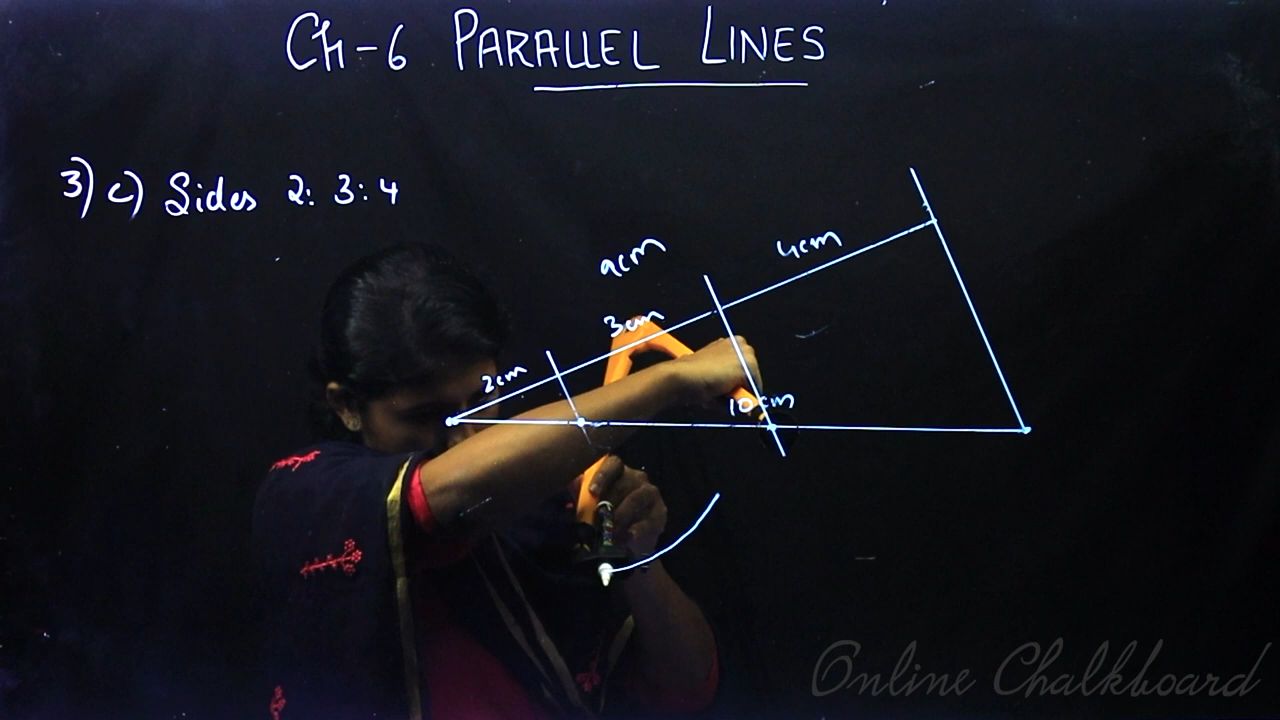 Ch-6 PARALLEL LINES
3) c) Sides 2:3:4
9cm
4cm
3cm
2cm
10cm
Online Chalkboard